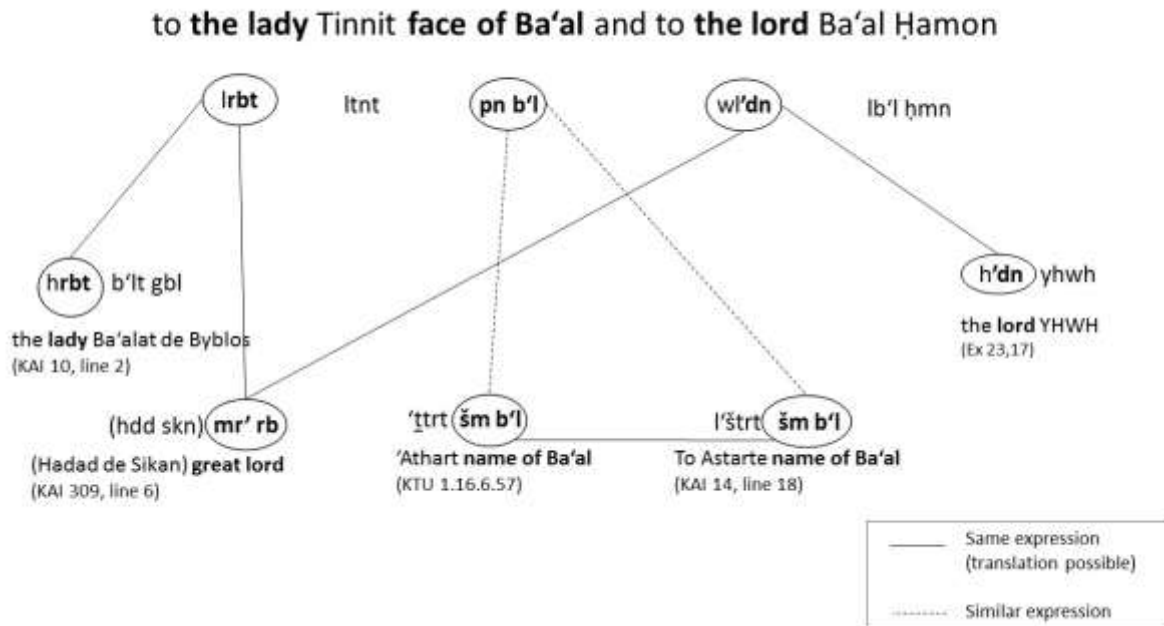 to the lady Tinnit face of Ba‘al and to the lord Ba‘al Ḥamon
lrbt ltnt pn b‘l wl’dn lb‘l ḥmn
hrbt b‘lt gbl
h’dn yhwh
the lady Ba‘alat de Byblos
(KAI 10, line 2)
the lord YHWH
(Ex 23,17)
(hdd skn) mr’ rb
‘ṯtrt šm b‘l
l‘štrt šm b‘l
(Hadad de Sikan) great lord
(KAI 309, line 6)
‘Athart name of Ba‘al
(KTU 1.16.6.57)
To Astarte name of Ba‘al
(KAI 14, line 18)
Same expression
(translation possible)
Similar expression